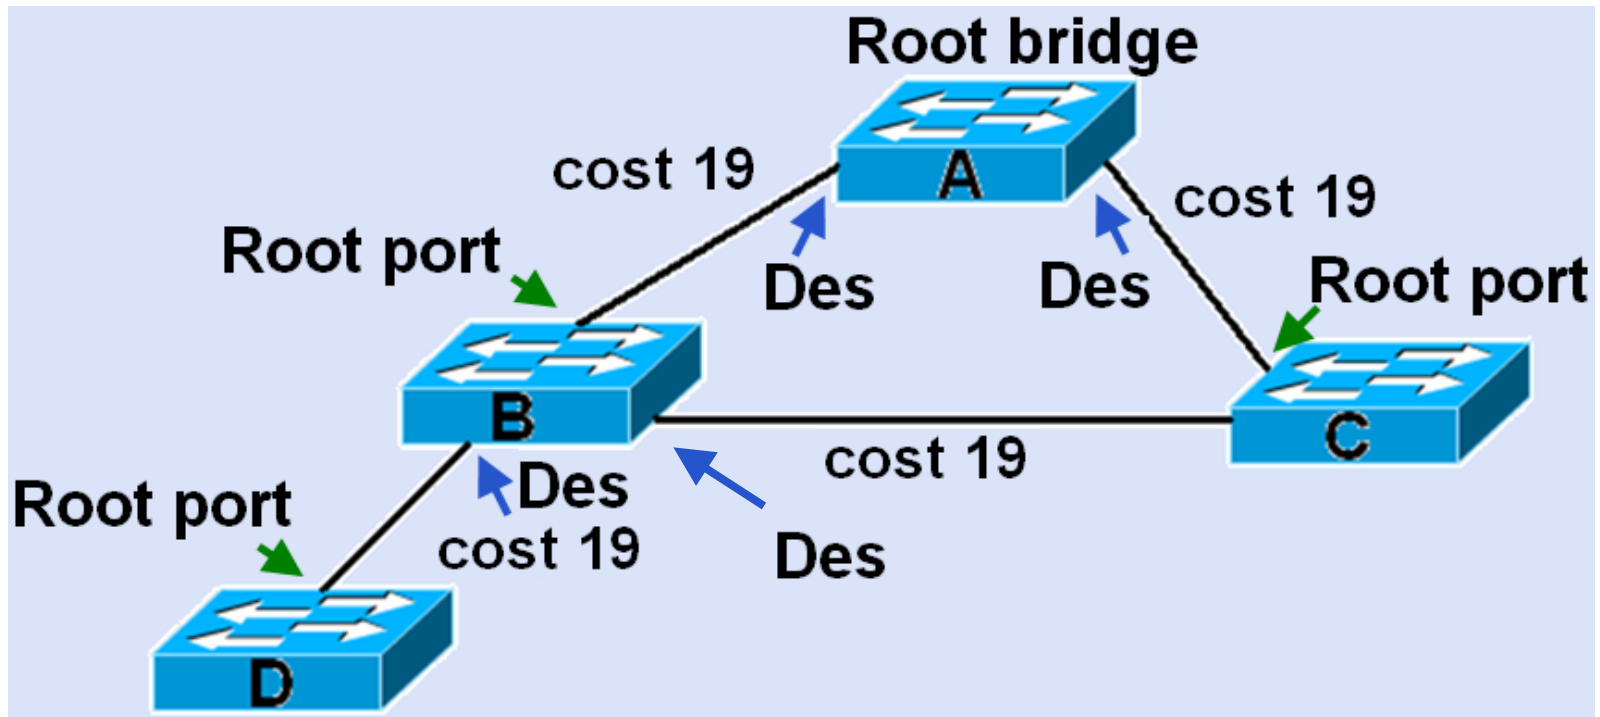 Root bridge
A
cost 19
cost 19
Root port
Des
Des
Root port
B
C
cost 19
Des
Root port
cost 19
Des
D